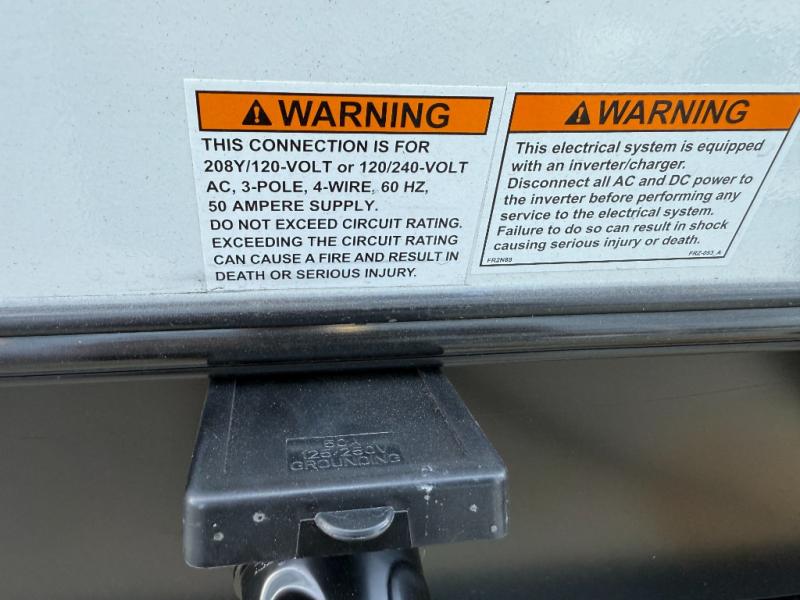 WARNING
THIS CONNECTION IS FOR
208Y/120-VOLT or 120/240-VOLT
AC, 3-POLE, 4-WIRE, 60 HZ,
50 AMPERE SUPPLY.
DO NOT EXCEED CIRCUIT RATING.
EXCEEDING THE CIRCUIT RATING
CAN CAUSE A FIRE AND RESULT IN
DEATH OR SERIOUS INJURY.
WARNING
This electrical system is equipped
with an inverter/charger.
Disconnect all AC and DC power to
the inverter before performing any
service to the electrical system.
Failure to do so can result in shock
causing serious injury or death.
FR2N88 FRZ-053_A
50A
125/250V
GROUNDING